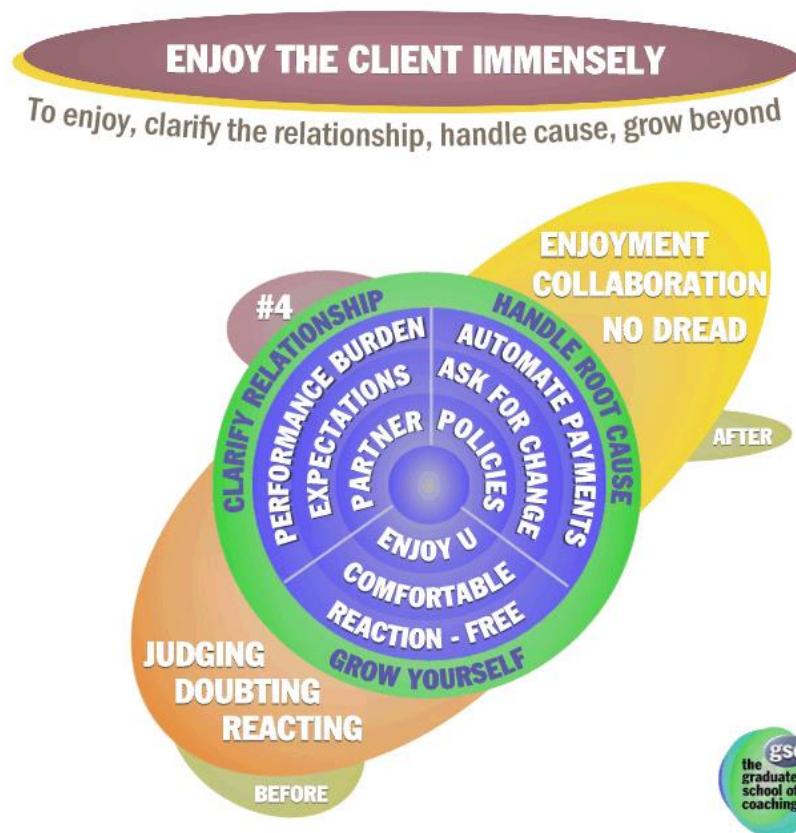 ENJOY THE CLIENT IMMENSELY
To enjoy, clarify the relationship, handle cause, grow beyond
ENJOYMENT
COLLABORATION
NO DREAD
AFTER
#4
CLARIFY RELATIONSHIP
PERFORMANCE BURDEN
EXPECTATIONS
PARTNER
HANDLE ROOT CAUSE
AUTOMATE PAYMENTS
ASK FOR CHANGE
POLICIES
ENJOY U
COMFORTABLE
REACTION - FREE
GROW YOURSELF
JUDGING
DOUBTING
REACTING
BEFORE
the
graduate
school of
coaching